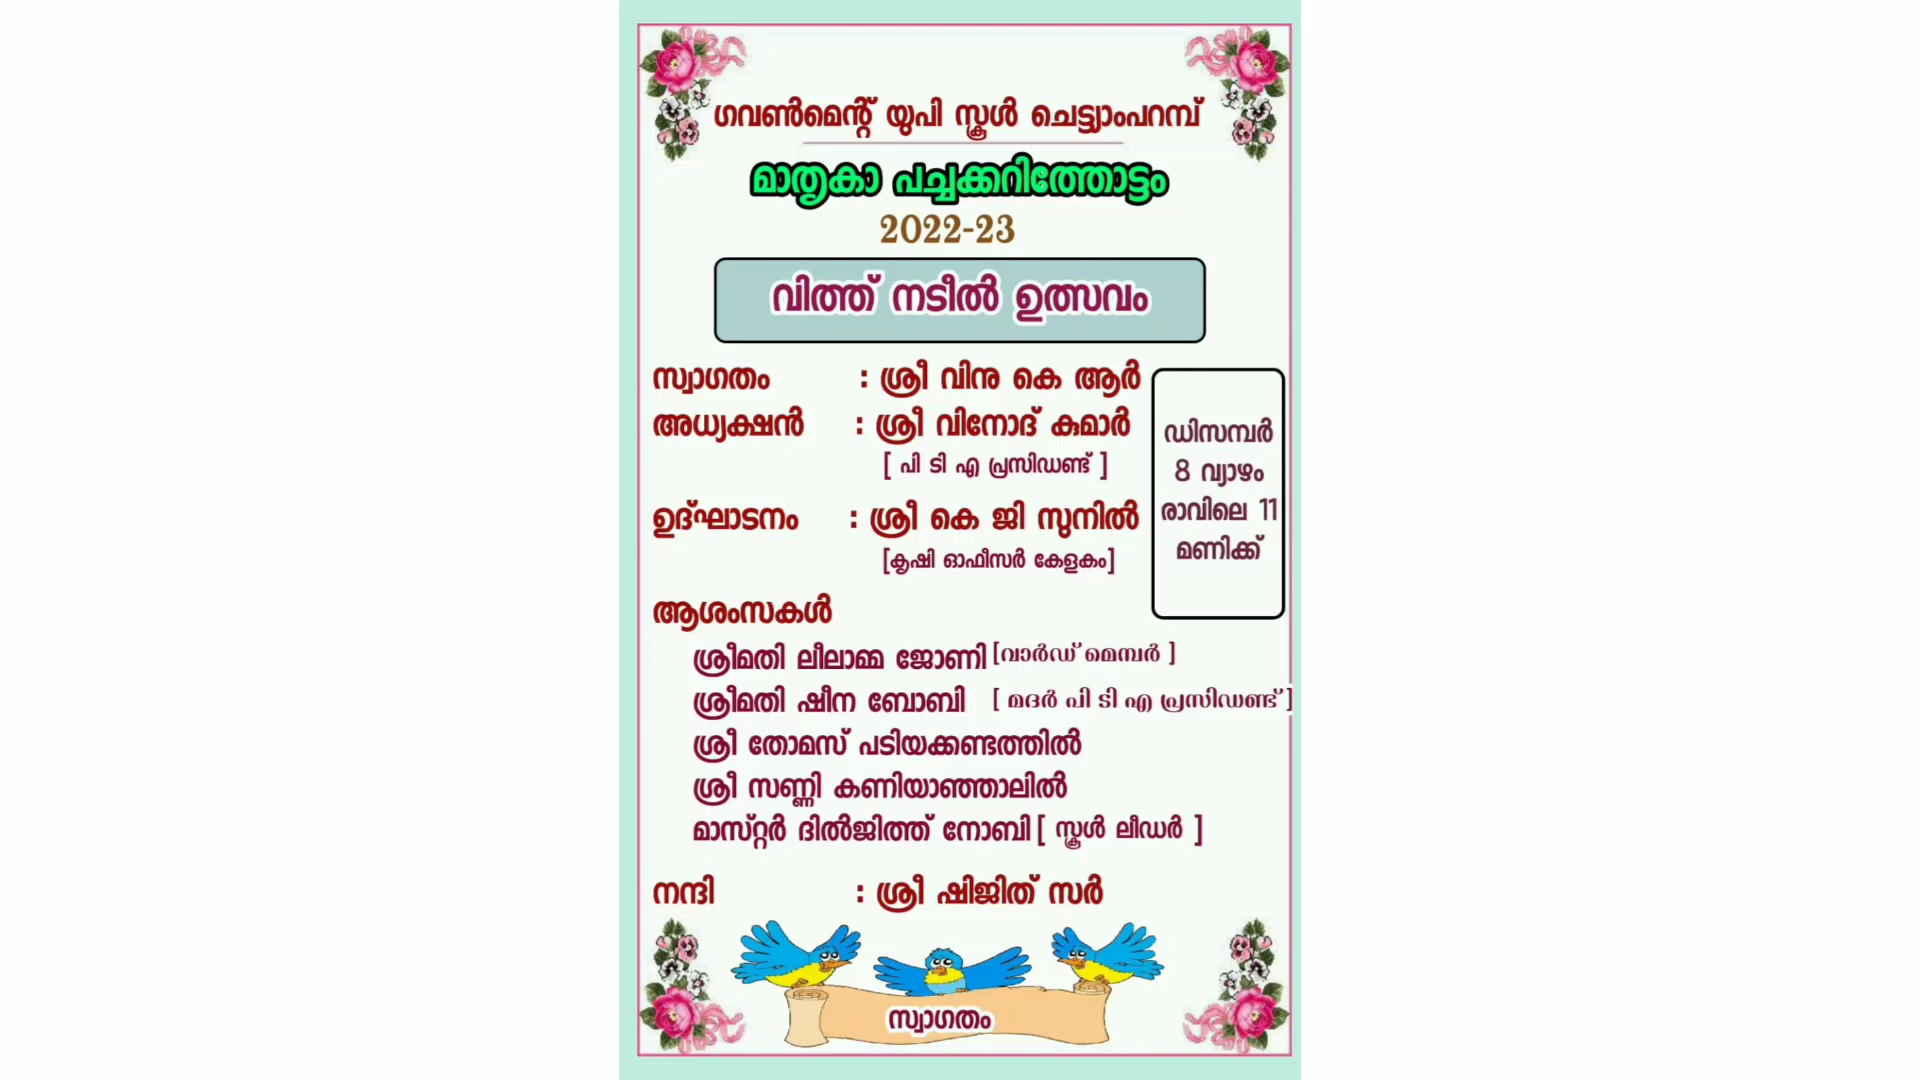 ഗവൺമെന്റ് യുപി സ്കൂൾ ചെട്ട്യാംപറമ്പ്
മാതൃകാ പച്ചക്കറിത്തോട്ടം
2022-23
വിത്ത് നടീൽ ഉത്സവം
സ്വാഗതം : ശ്രീ വിനു കെ ആർ
അധ്യക്ഷൻ : ശ്രീ വിനോദ് കുമാർ
[ പി ടി എ പ്രസിഡണ്ട് ]
ഉദ്ഘാടനം : ശ്രീ കെ ജി സുനിൽ
[കൃഷി ഓഫീസർ കേളകം]
ഡിസമ്പർ
8 വ്യാഴം
രാവിലെ 11
മണിക്ക്
ആശംസകൾ
ശ്രീമതി ലീലാമ്മ ജോണി [വാർഡ് മെമ്പർ ]
ശ്രീമതി ഷീന ബോബി [ മദർ പി ടി എ പ്രസിഡണ്ട് ]
ശ്രീ തോമസ് പടിയക്കണ്ടത്തിൽ
ശ്രീ സണ്ണി കണിയാഞ്ഞാലിൽ
മാസ്റ്റർ ദിൽജിത്ത് നോബി [ സ്കൂൾ ലീഡർ ]
നന്ദി : ശ്രീ ഷിജിത് സർ
സ്വാഗതം